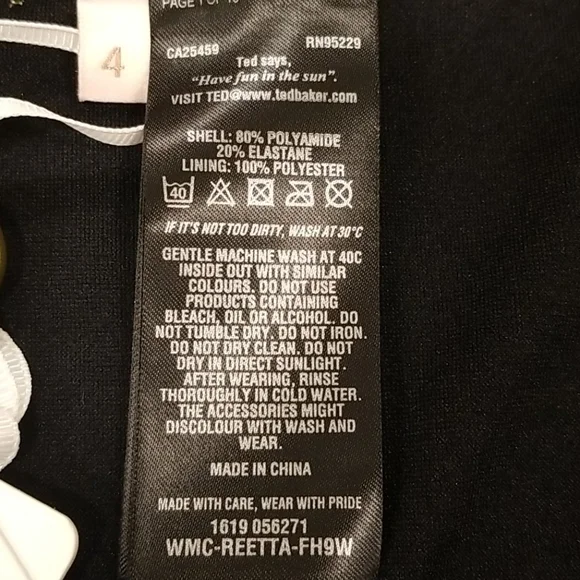 PAGE 1 OF 10
4
CA25459 RN95229
Ted says,
"Have fun in the sun".
VISIT TED@www.tedbaker.com
SHELL: 80% POLYAMIDE
20% ELASTANE
LINING: 100% POLYESTER
40
IF IT'S NOT TOO DIRTY, WASH AT 30°C
GENTLE MACHINE WASH AT 40C
INSIDE OUT WITH SIMILAR
COLOURS. DO NOT USE
PRODUCTS CONTAINING
BLEACH, OIL OR ALCOHOL. DO
NOT TUMBLE DRY. DO NOT IRON.
DO NOT DRY CLEAN. DO NOT
DRY IN DIRECT SUNLIGHT.
AFTER WEARING, RINSE
THOROUGHLY IN COLD WATER.
THE ACCESSORIES MIGHT
DISCOLOUR WITH WASH AND
WEAR.
MADE IN CHINA
MADE WITH CARE, WEAR WITH PRIDE
1619 056271
WMC-REETTA-FH9W